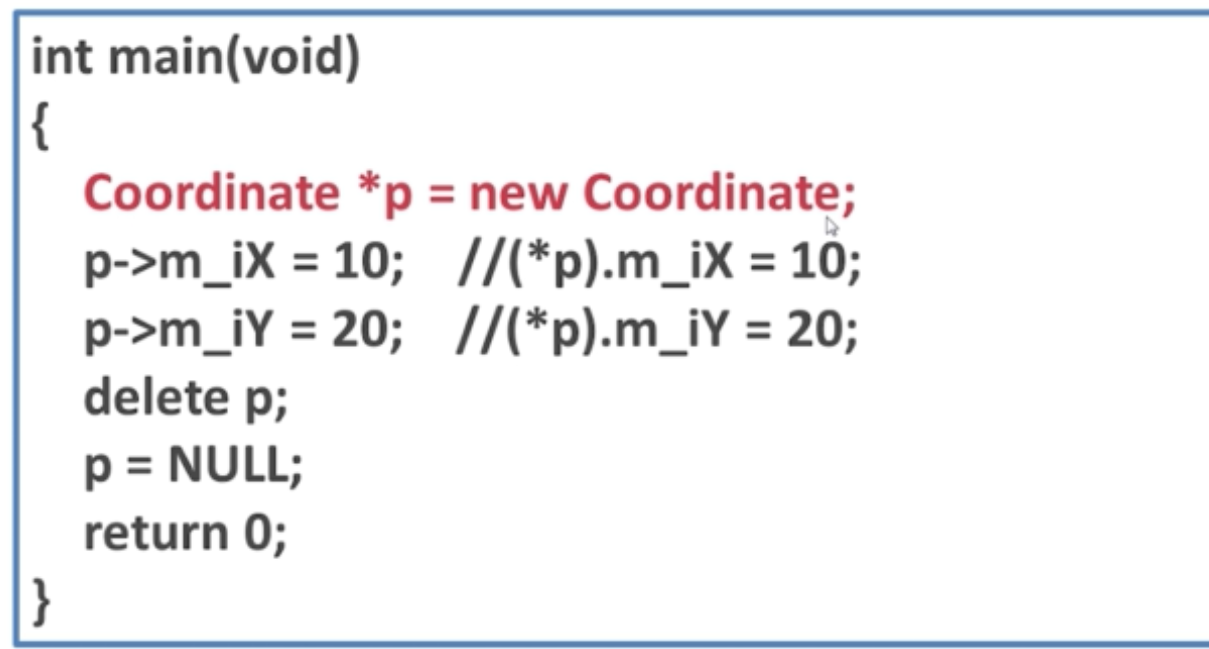 int main(void)
{
Coordinate *p = new Coordinate;
p->m_iX = 10; //(*p).m_iX = 10;
p->m_iY = 20; //(*p).m_iY = 20;
delete p;
p = NULL;
return 0;
}